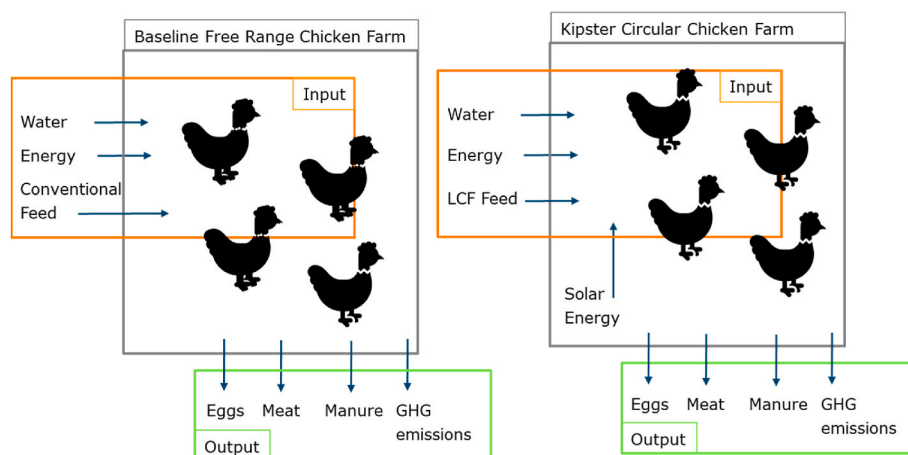 Baseline Free Range Chicken Farm
Input
Water
Energy
Conventional
Feed
Eggs Meat Manure GHG
emissions
Output
Kipster Circular Chicken Farm
Input
Water
Energy
LCF Feed
Solar
Energy
Eggs Meat Manure GHG
emissions
Output